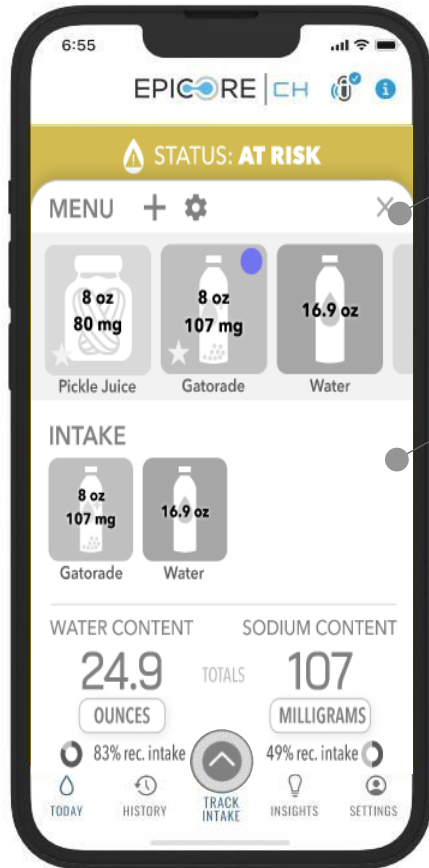 6:55
EPICORE | CH
STATUS: AT RISK
MENU
8 oz
80 mg
Pickle Juice
8 oz
107 mg
Gatorade
16.9 oz
Water
INTAKE
8 oz
107 mg
Gatorade
16.9 oz
Water
WATER CONTENT
SODIUM CONTENT
24.9
TOTALS
107
OUNCES
MILLIGRAMS
83% rec. intake
49% rec. intake
TODAY
HISTORY
TRACK
INTAKE
INSIGHTS
SETTINGS